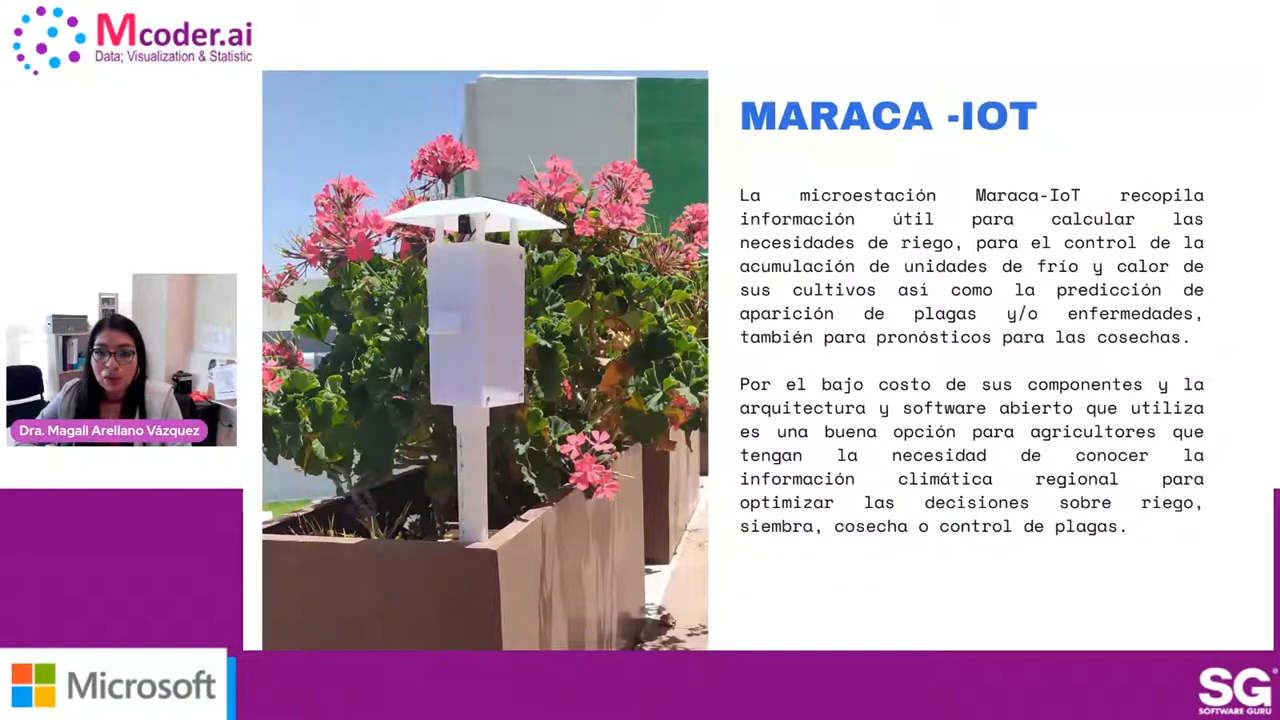 Mcoder.ai
Data; Visualization & Statistic
MARACA -IOT
La microestación Maraca-IoT recopila
información útil para calcular las
necesidades de riego, para el control de la
acumulación de unidades de frío y calor de
sus cultivos asi como la predicción de
aparición de plagas y/o enfermedades,
también para pronósticos para las cosechas.
Por el bajo costo de sus componentes y la
arquitectura y software abierto que utiliza
es una buena opción para agricultores que
tengan la necesidad de conocer la
información climática regional para
optimizar las decisiones sobre riego,
siembra, cosecha o control de plagas.
Dra. Magali Arellano Vázquez
Microsoft
SG
SOFTWARE GURU